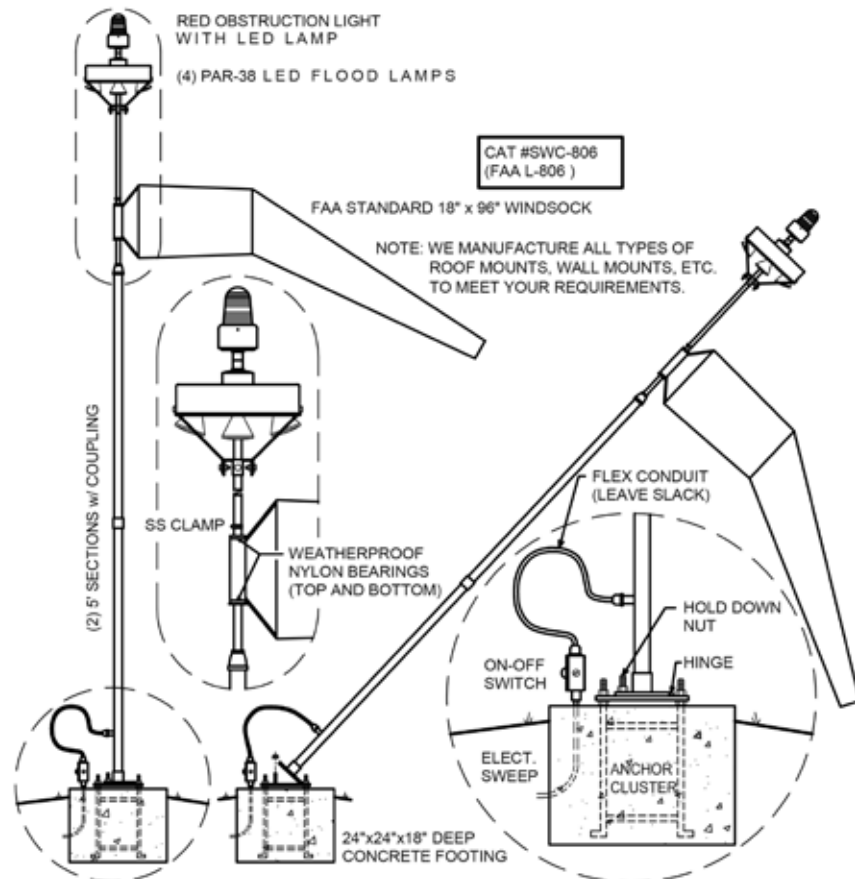 RED OBSTRUCTION LIGHT
WITH LED LAMP
(4) PAR-38 LED FLOOD LAMPS
CAT #SWC-806
(FAA L-806 )
FAA STANDARD 18" x 96" WINDSOCK
NOTE: WE MANUFACTURE ALL TYPES OF
ROOF MOUNTS, WALL MOUNTS, ETC.
TO MEET YOUR REQUIREMENTS.
(2) 5' SECTIONS w/ COUPLING
SS CLAMP
WEATHERPROOF
NYLON BEARINGS
(TOP AND BOTTOM)
FLEX CONDUIT
(LEAVE SLACK)
HOLD DOWN
NUT
HINGE
ON-OFF
SWITCH
ELECT.
SWEEP
ANCHOR
CLUSTER
24"x24"x18" DEEP
CONCRETE FOOTING